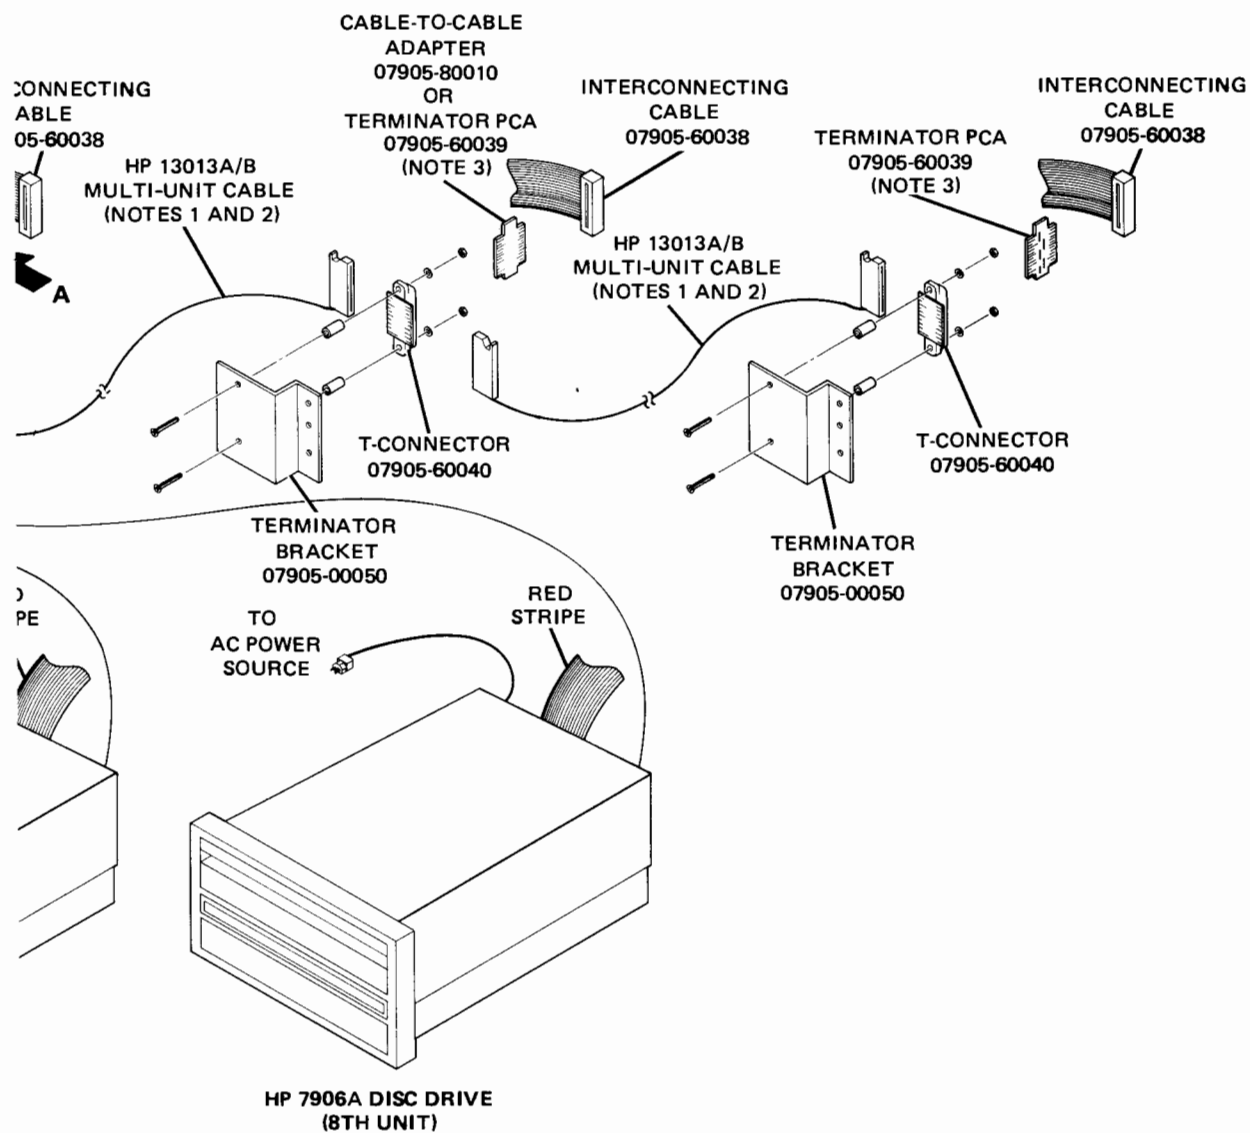 CABLE-TO-CABLE
ADAPTER
07905-80010
OR
TERMINATOR PCA
07905-60039
(NOTE 3)
CONNECTING
ABLE
05-60038
HP 13013A/B
MULTI-UNIT CABLE
(NOTES 1 AND 2)
INTERCONNECTING
CABLE
07905-60038
TERMINATOR PCA
07905-60039
(NOTE 3)
INTERCONNECTING
CABLE
07905-60038
HP 13013A/B
MULTI-UNIT CABLE
(NOTES 1 AND 2)
A
T-CONNECTOR
07905-60040
T-CONNECTOR
07905-60040
TERMINATOR
BRACKET
07905-00050
TERMINATOR
BRACKET
07905-00050
PE
TO
AC POWER
SOURCE
RED
STRIPE
HP 7906A DISC DRIVE
(8TH UNIT)